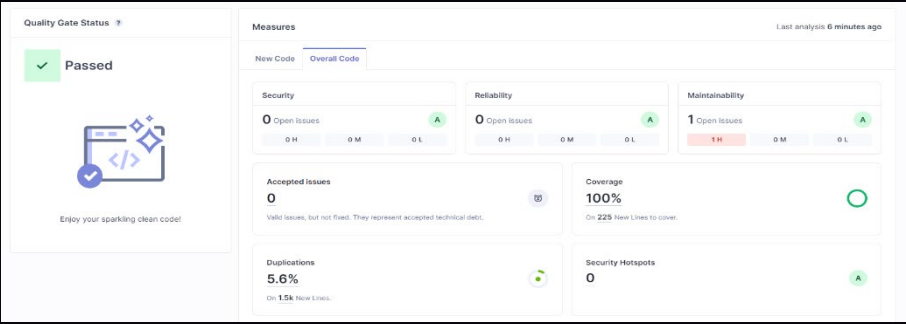 Quality Gate Status ?
Passed
Enjoy your sparkling clean code!
Measures
Last analysis 6 minutes ago
New Code Overall Code
Security
0 Open issues A
0 H 0 M 0 L
Reliability
0 Open issues A
0 H 0 M 0 L
Maintainability
1 Open issues A
1 H 0 M 0 L
Accepted issues
0
Valid issues, but not fixed. They represent accepted technical debt.
Coverage
100%
On 225 New Lines to cover.
Duplications
5.6%
On 1.5k New Lines.
Security Hotspots
0 A